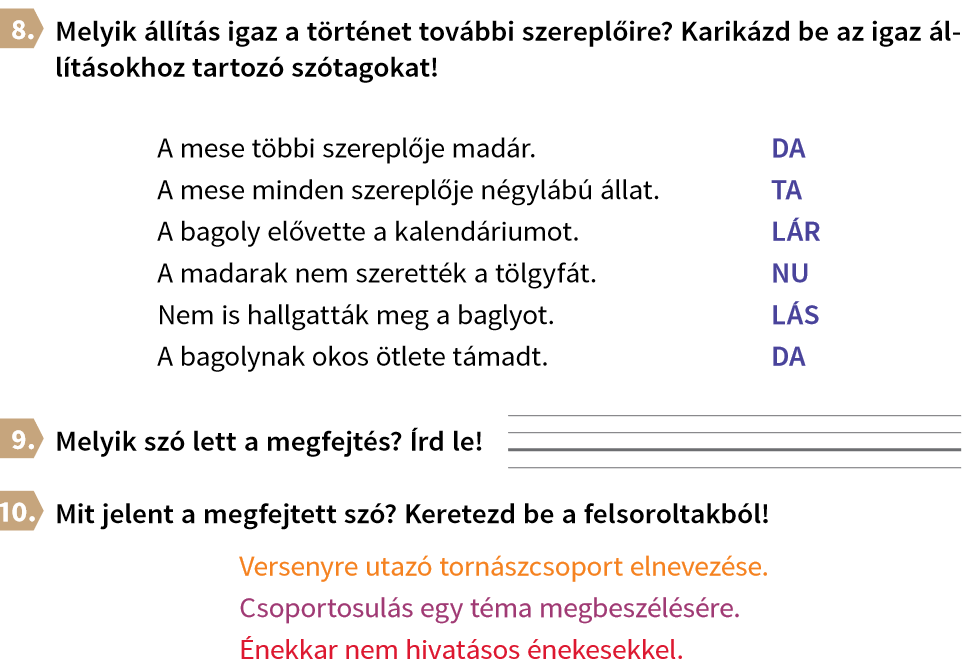 8. Melyik állítás igaz a történet további szereplőire? Karikázd be az igaz ál-
lításokhoz tartozó szótagokat!
A mese többi szereplője madár. DA
A mese minden szereplője négylábú állat. TA
A bagoly elővette a kalendáriumot. LÁR
A madarak nem szerették a tölgyfát. NU
Nem is hallgatták meg a baglyot. LÁS
A bagolynak okos ötlete támadt. DA
9. Melyik szó lett a megfejtés? Írd le!
10. Mit jelent a megfejtett szó? Keretezd be a felsoroltakból!
Versenyre utazó tornászcsoport elnevezése.
Csoportosulás egy téma megbeszélésére.
Énekkar nem hivatásos énekesekkel.